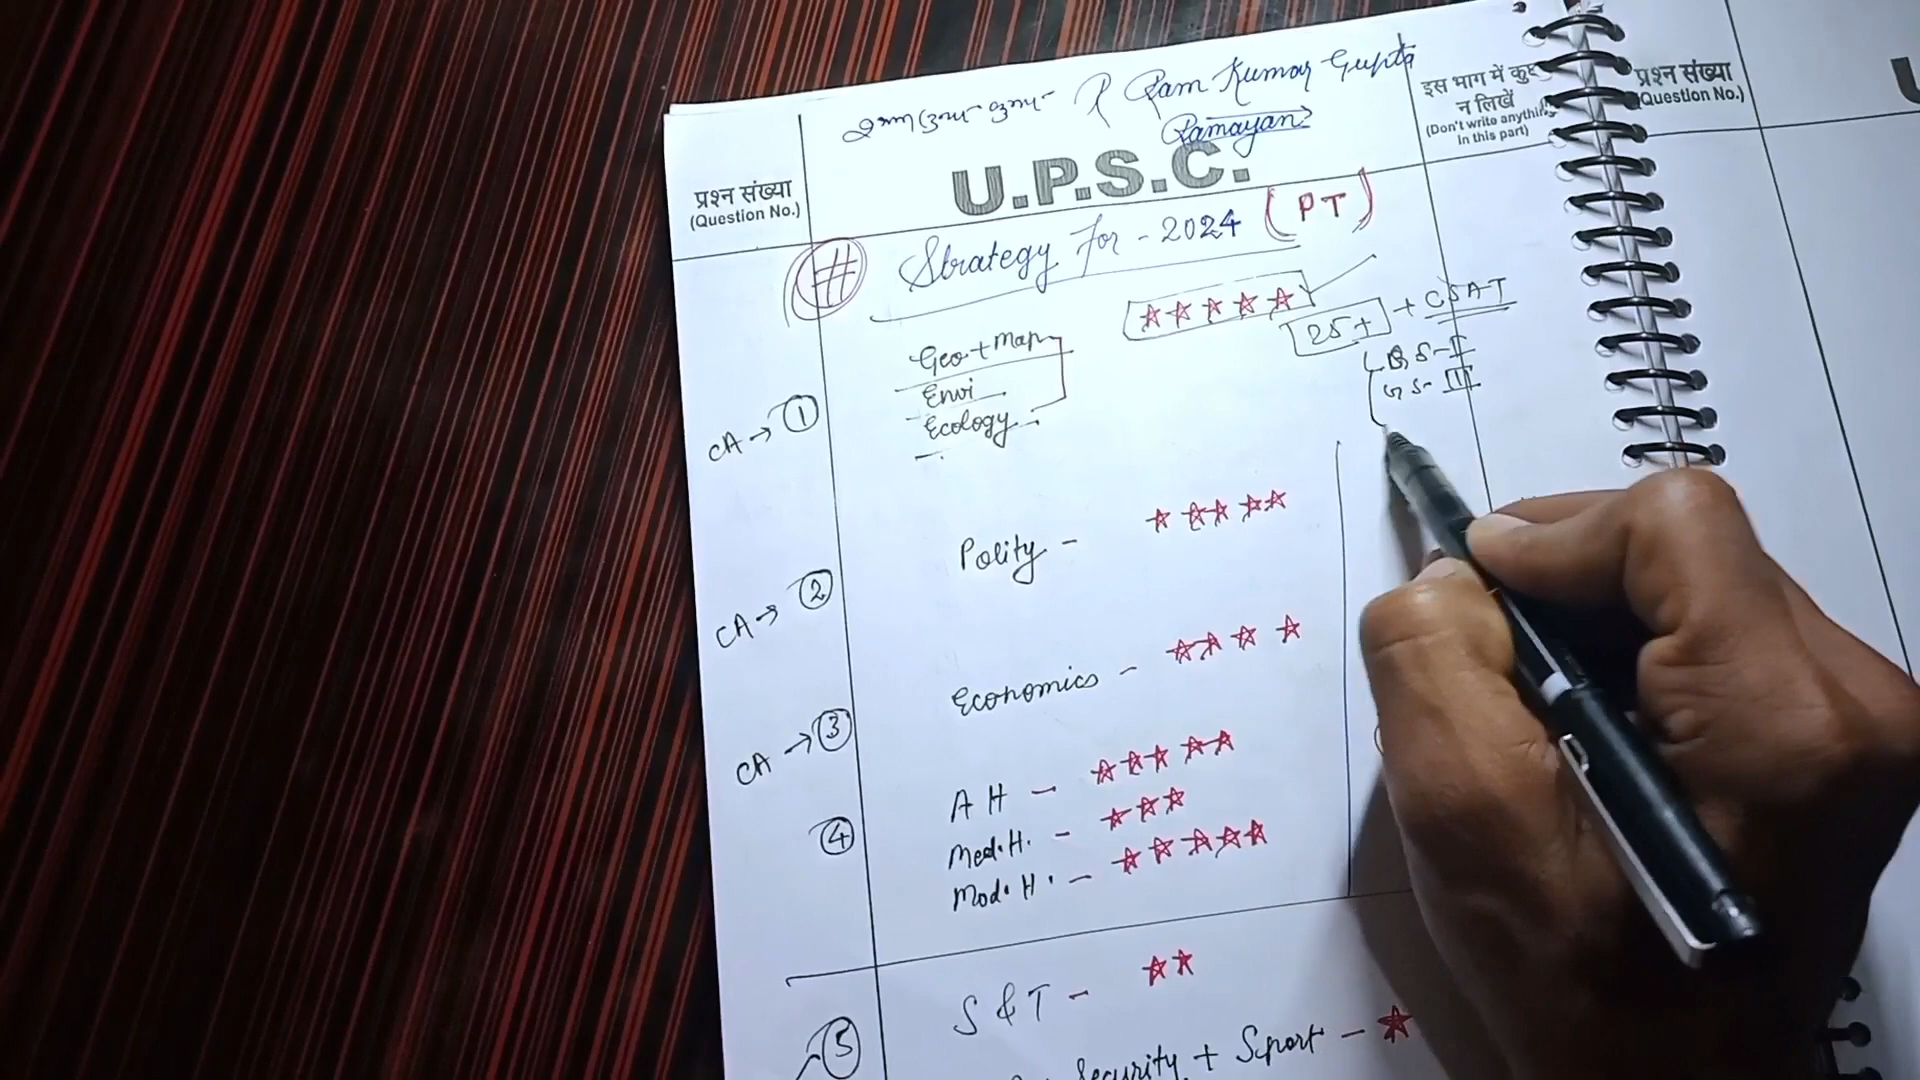 R Ram Kumar Gupta
Ramayan
इस भाग में कुछ
न लिखें
(Don't write anything
in this part)
प्रश्न संख्या
(Question No.)
प्रश्न संख्या
(Question No.)
U.P.S.C.
# Strategy for - 2024 (PT)
☆☆☆☆☆
25+ + CSAT
Geo + Map
Envi
Ecology
G S-I
G S-III
CA → ①
Polity - ☆☆☆☆☆
CA → ②
Economics - ☆☆☆☆
CA → ③
A H - ☆☆☆☆☆
④
Med. H. - ☆☆☆
Mod. H. - ☆☆☆☆☆
S & T - ☆☆
⑤
Security + Sport - ☆